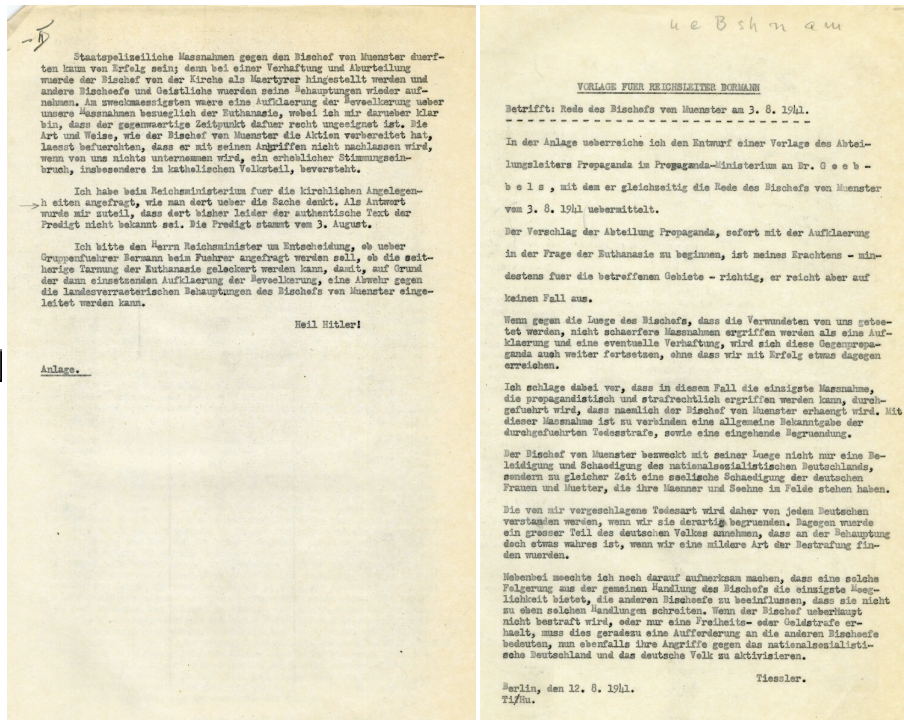 II
Staatspolizeiliche Massnahmen gegen den Bischof von Muenster duerf-
ten kaum von Erfolg sein; denn bei einer Verhaftung und Aburteilung
wuerde der Bischof von der Kirche als Maertyrer hingestellt werden und
andere Bischoefe und Geistliche wuerden seine Behauptungen wieder auf-
nehmen. Am zweckmaessigsten waere eine Aufklaerung der Bevoelkerung ueber
unsere Massnahmen bezueglich der Euthanasie, wobei ich mir darueber klar
bin, dass der gegenwaertige Zeitpunkt dafuer recht ungeeignet ist. Die
Art und Weise, wie der Bischof von Muenster die Aktien vorbereitet hat,
laesst befuerchten, dass er mit seinen Angriffen nicht nachlassen wird,
wenn von uns nichts unternommen wird, ein erheblicher Stimmungsein-
bruch, insbesondere im katholischen Volksteil, bevorsteht.
Ich habe beim Reichsministerium fuer die kirchlichen Angelegen-
h eiten angefragt, wie man dort ueber die Sache denkt. Als Antwort
wurde mir zuteil, dass dort bisher leider der authentische Text der
Predigt nicht bekannt sei. Die Predigt stammt vom 3. August.
Ich bitte den Herrn Reichsminister um Entscheidung, ob ueber
Gruppenfuehrer Bormann beim Fuehrer angefragt werden soll, ob die seit-
herige Tarnung der Euthanasie gelockert werden kann, damit, auf Grund
der dann einsetzenden Aufklaerung der Bevoelkerung, eine Abwehr gegen
die landesverraeterischen Behauptungen des Bischofs von Muenster einge-
leitet werden kann.
Heil Hitler!
Anlage.
VORLAGE FUER REICHSLEITER BORMANN
Betrifft: Rede des Bischofs von Muenster am 3. 8. 1941.
In der Anlage ueberreiche ich den Entwurf einer Vorlage des Abtei-
lungsleiters Propaganda im Propaganda-Ministerium an Dr. G o e b -
b e l s , mit dem er gleichzeitig die Rede des Bischofs von Muenster
vom 3. 8. 1941 uebermittelt.
Der Vorschlag der Abteilung Propaganda, sofort mit der Aufklaerung
in der Frage der Euthanasie zu beginnen, ist meines Erachtens - min-
destens fuer die betroffenen Gebiete - richtig, er reicht aber auf
keinen Fall aus.
Wenn gegen die Luege des Bischofs, dass die Verwundeten von uns getoe-
tet werden, nicht schaerfere Massnahmen ergriffen werden als eine Auf-
klaerung und eine eventuelle Verhaftung, wird sich diese Gegenpropa-
ganda auch weiter fortsetzen, ohne dass wir mit Erfolg etwas dagegen
erreichen.
Ich schlage dabei vor, dass in diesem Fall die einzigste Massnahme,
die propagandistisch und strafrechtlich ergriffen werden kann, durch-
gefuehrt wird, dass naemlich der Bischof von Muenster erhaengt wird. Mit
dieser Massnahme ist zu verbinden eine allgemeine Bekanntgabe der
durchgefuehrten Todesstrafe, sowie eine eingehende Begruendung.
Der Bischof von Muenster bezweckt mit seiner Luege nicht nur eine Be-
leidigung und Schaedigung des nationalsozialistischen Deutschlands,
sondern zu gleicher Zeit eine seelische Schaedigung der deutschen
Frauen und Muetter, die ihre Maenner und Soehne im Felde stehen haben.
Die von mir vorgeschlagene Todesart wird daher von jedem Deutschen
verstanden werden, wenn wir sie derartig begruenden. Dagegen wuerde
ein grosser Teil des deutschen Volkes annehmen, dass an der Behauptung
doch etwas wahres ist, wenn wir eine mildere Art der Bestrafung fin-
den wuerden.
Nebenbei moechte ich noch darauf aufmerksam machen, dass eine solche
Folgerung aus der gemeinen Handlung des Bischofs die einzigste Moeg-
lichkeit bietet, die anderen Bischoefe zu beeinflussen, dass sie nicht
zu eben solchen Handlungen schreiten. Wenn der Bischof ueberhaupt
nicht bestraft wird, oder nur eine Freiheits- oder Geldstrafe er-
haelt, muss dies geradezu eine Aufforderung an die anderen Bischoefe
bedeuten, nun ebenfalls ihre Angriffe gegen das nationalsozialisti-
sche Deutschland und das deutsche Volk zu aktivisieren.
Tiessler.
Berlin, den 12. 8. 1941.
Ti/Hu.